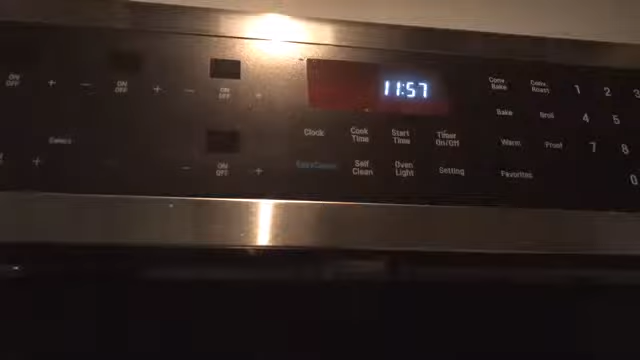 11:57
Conv. Bake
Conv. Roast
1 2 3
ON OFF + −
ON OFF + −
ON OFF +
Clock
Cook Time
Start Time
Timer On/Off
Bake
Broil
4 5
Select
+
− ON OFF +
Self Clean
Oven Light
Setting
Warm
Proof
7 8
Favorites
0